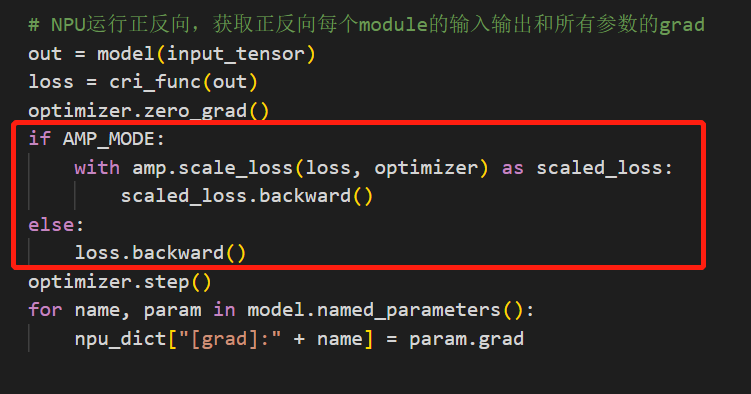 # NPU运行正反向，获取正反向每个module的输入输出和所有参数的grad
out = model(input_tensor)
loss = cri_func(out)
optimizer.zero_grad()
if AMP_MODE:
    with amp.scale_loss(loss, optimizer) as scaled_loss:
        scaled_loss.backward()
else:
    loss.backward()
optimizer.step()
for name, param in model.named_parameters():
    npu_dict["[grad]:" + name] = param.grad